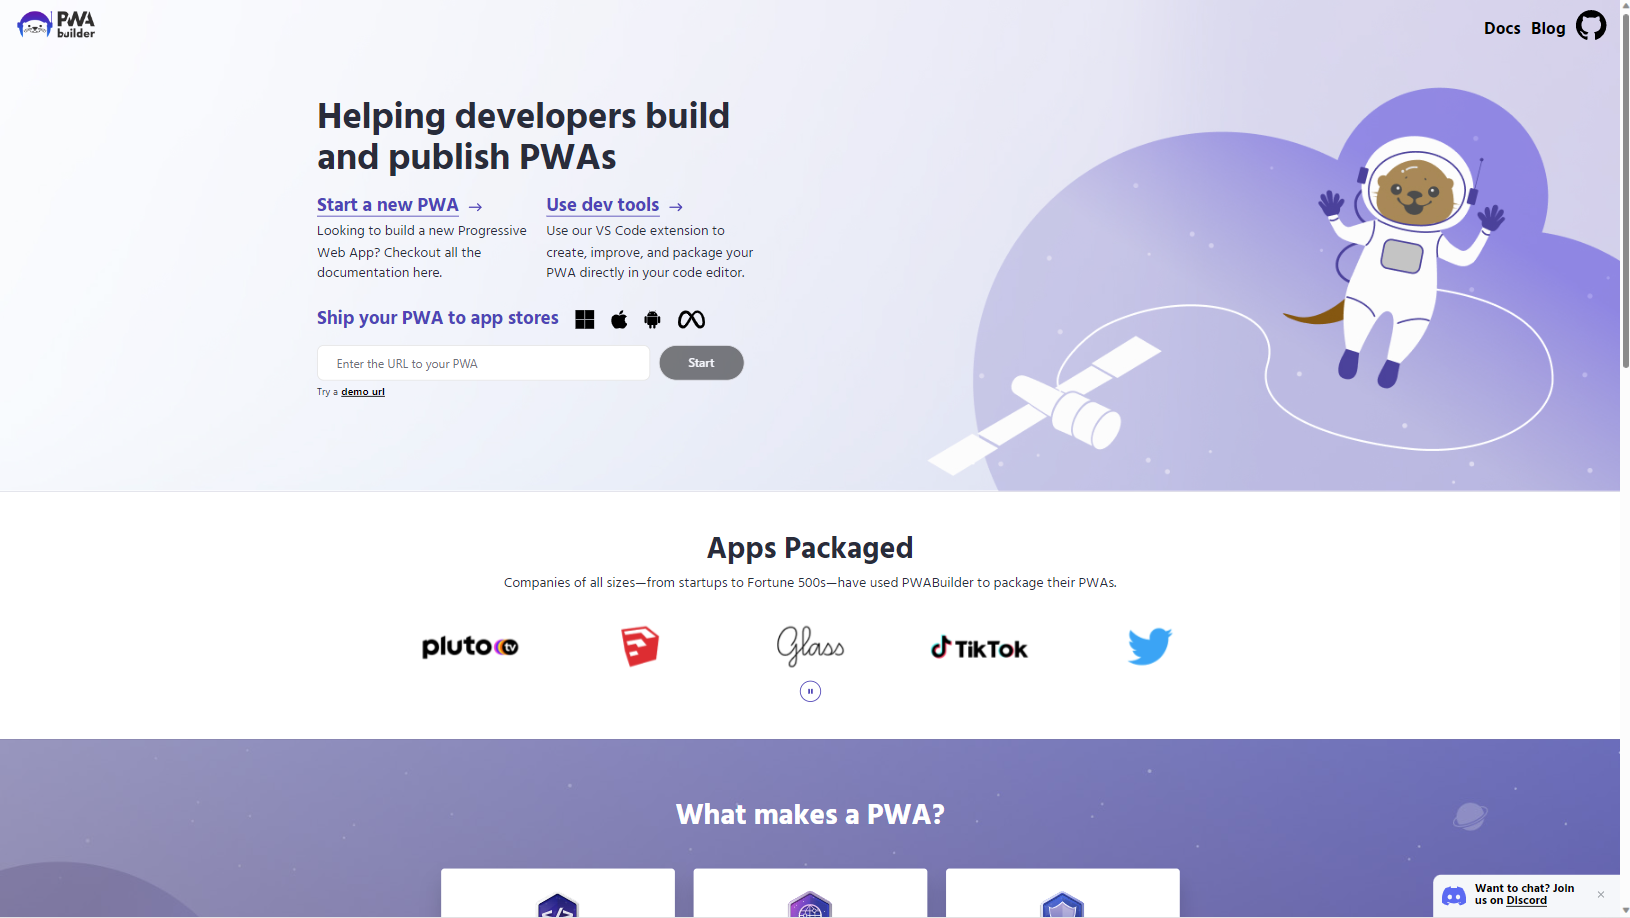 PWA
builder
Docs
Blog
Helping developers build
and publish PWAs
Start a new PWA →
Looking to build a new Progressive
Web App? Checkout all the
documentation here.
Use dev tools →
Use our VS Code extension to
create, improve, and package your
PWA directly in your code editor.
Ship your PWA to app stores
Enter the URL to your PWA
Start
Try a demo url
Apps Packaged
Companies of all sizes—from startups to Fortune 500s—have used PWABuilder to package their PWAs.
pluto tv
Glass
TikTok
What makes a PWA?
Want to chat? Join
us on Discord